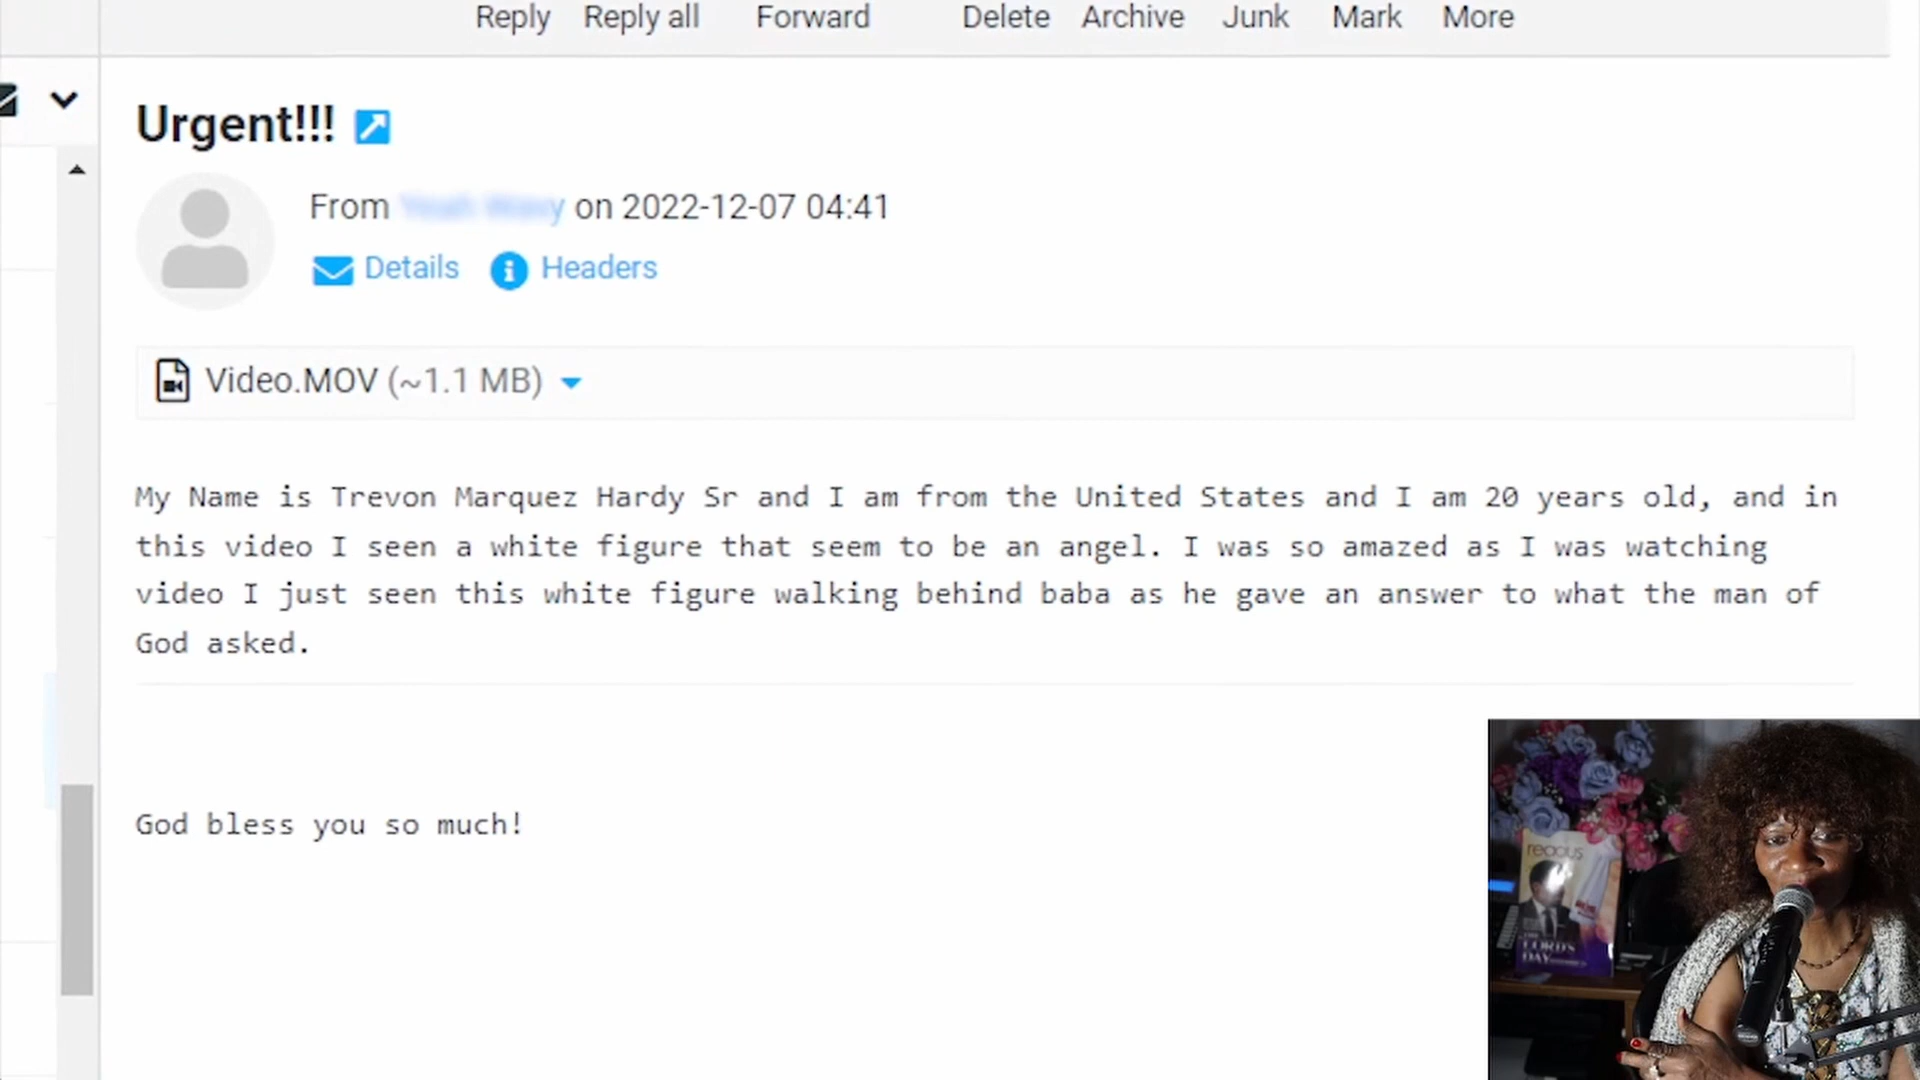 Reply Reply all Forward Delete Archive Junk Mark More
Urgent!!!
From on 2022-12-07 04:41
Details Headers
Video.MOV (~1.1 MB)
My Name is Trevon Marquez Hardy Sr and I am from the United States and I am 20 years old, and in
this video I seen a white figure that seem to be an angel. I was so amazed as I was watching
video I just seen this white figure walking behind baba as he gave an answer to what the man of
God asked.
God bless you so much!
LORD'S
DAY